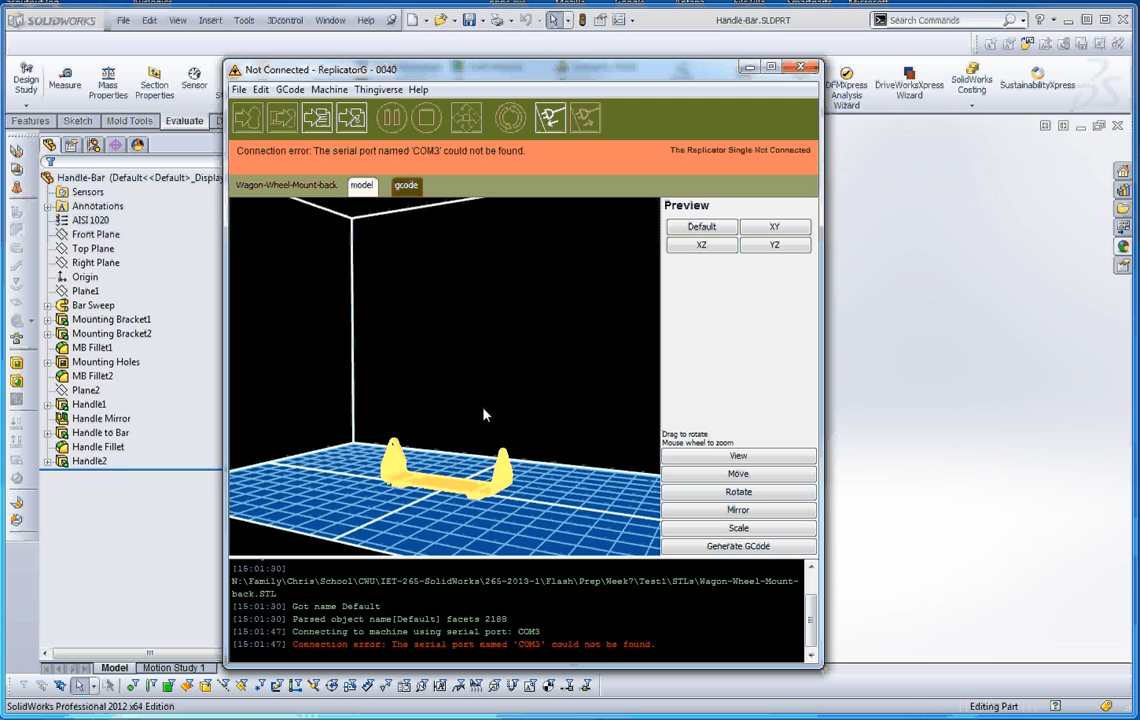 SOLIDWORKS
File Edit View Insert Tools 3Dcontrol Window Help
Handle-Bar.SLDPRT
Search Commands
Design Study
Measure
Mass Properties
Section Properties
Sensor
DFMXpress Analysis Wizard
DriveWorksXpress Wizard
SolidWorks Costing
SustainabilityXpress
Features Sketch Mold Tools Evaluate
Handle-Bar (Default<<Default>_Display
Sensors
Annotations
AISI 1020
Front Plane
Top Plane
Right Plane
Origin
Plane1
Bar Sweep
Mounting Bracket1
Mounting Bracket2
MB Fillet1
Mounting Holes
MB Fillet2
Plane2
Handle1
Handle Mirror
Handle to Bar
Handle Fillet
Handle2
Not Connected - ReplicatorG - 0040
File Edit GCode Machine Thingiverse Help
Connection error: The serial port named 'COM3' could not be found.
The Replicator Single Not Connected
Wagon-Wheel-Mount-back model gcode
Preview
Default XY
XZ YZ
Drag to rotate
Mouse wheel to zoom
View
Move
Rotate
Mirror
Scale
Generate GCode
[15:01:30]
N:\Family\Chris\School\CWU\IET-265-SolidWorks\265-2013-1\Flash\Prep\Week7\Test1\STLs\Wagon-Wheel-Mount-
back.STL
[15:01:30] Got name Default
[15:01:30] Parsed object name[Default] facets 2188
[15:01:47] Connecting to machine using serial port: COM3
[15:01:47] Connection error: The serial port named 'COM3' could not be found.
Model Motion Study 1
SolidWorks Professional 2012 x64 Edition
Editing Part